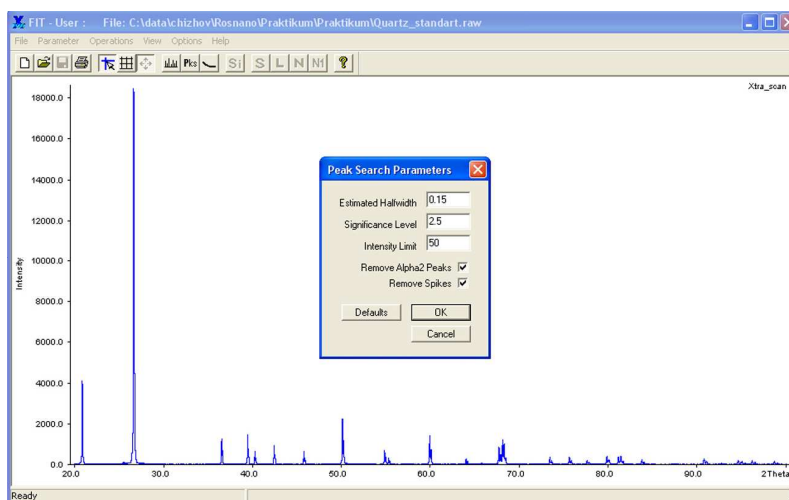 FIT - User : File: C:\data\chizhov\Rosnano\Praktikum\Praktikum\Quartz_standart.raw
File Parameter Operations View Options Help
Pks Si S L N N1 ?
Xtra_scan
Intensity
18000.0
16000.0
14000.0
12000.0
10000.0
8000.0
6000.0
4000.0
2000.0
0.0
20.0 30.0 40.0 50.0 60.0 70.0 80.0 90.0 2Theta
Peak Search Parameters
Estimated Halfwidth 0.15
Significance Level 2.5
Intensity Limit 50
Remove Alpha2 Peaks
Remove Spikes
Defaults OK
Cancel
Ready